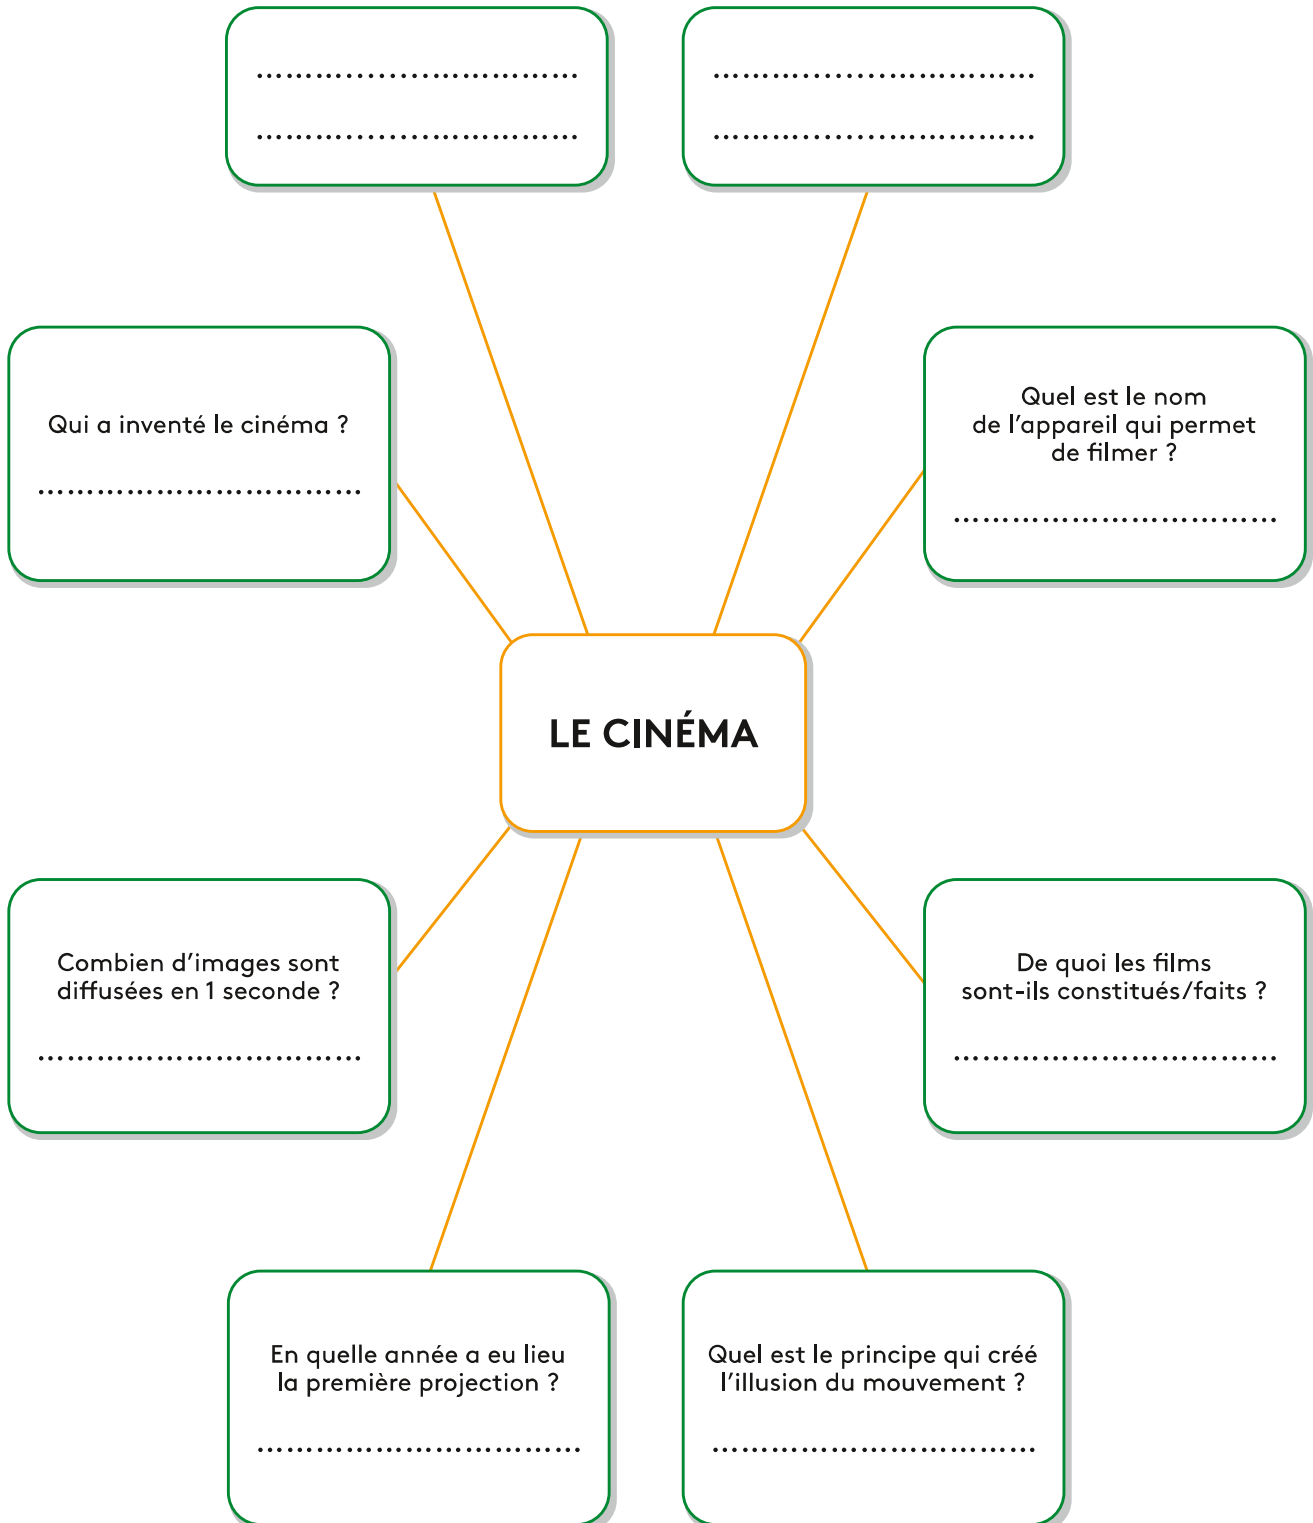 ................................
................................
................................
................................
Qui a inventé le cinéma ?
................................
Quel est le nom
de l'appareil qui permet
de filmer ?
................................
LE CINÉMA
Combien d'images sont
diffusées en 1 seconde ?
................................
De quoi les films
sont-ils constitués/faits ?
................................
En quelle année a eu lieu
la première projection ?
................................
Quel est le principe qui créé
l'illusion du mouvement ?
................................